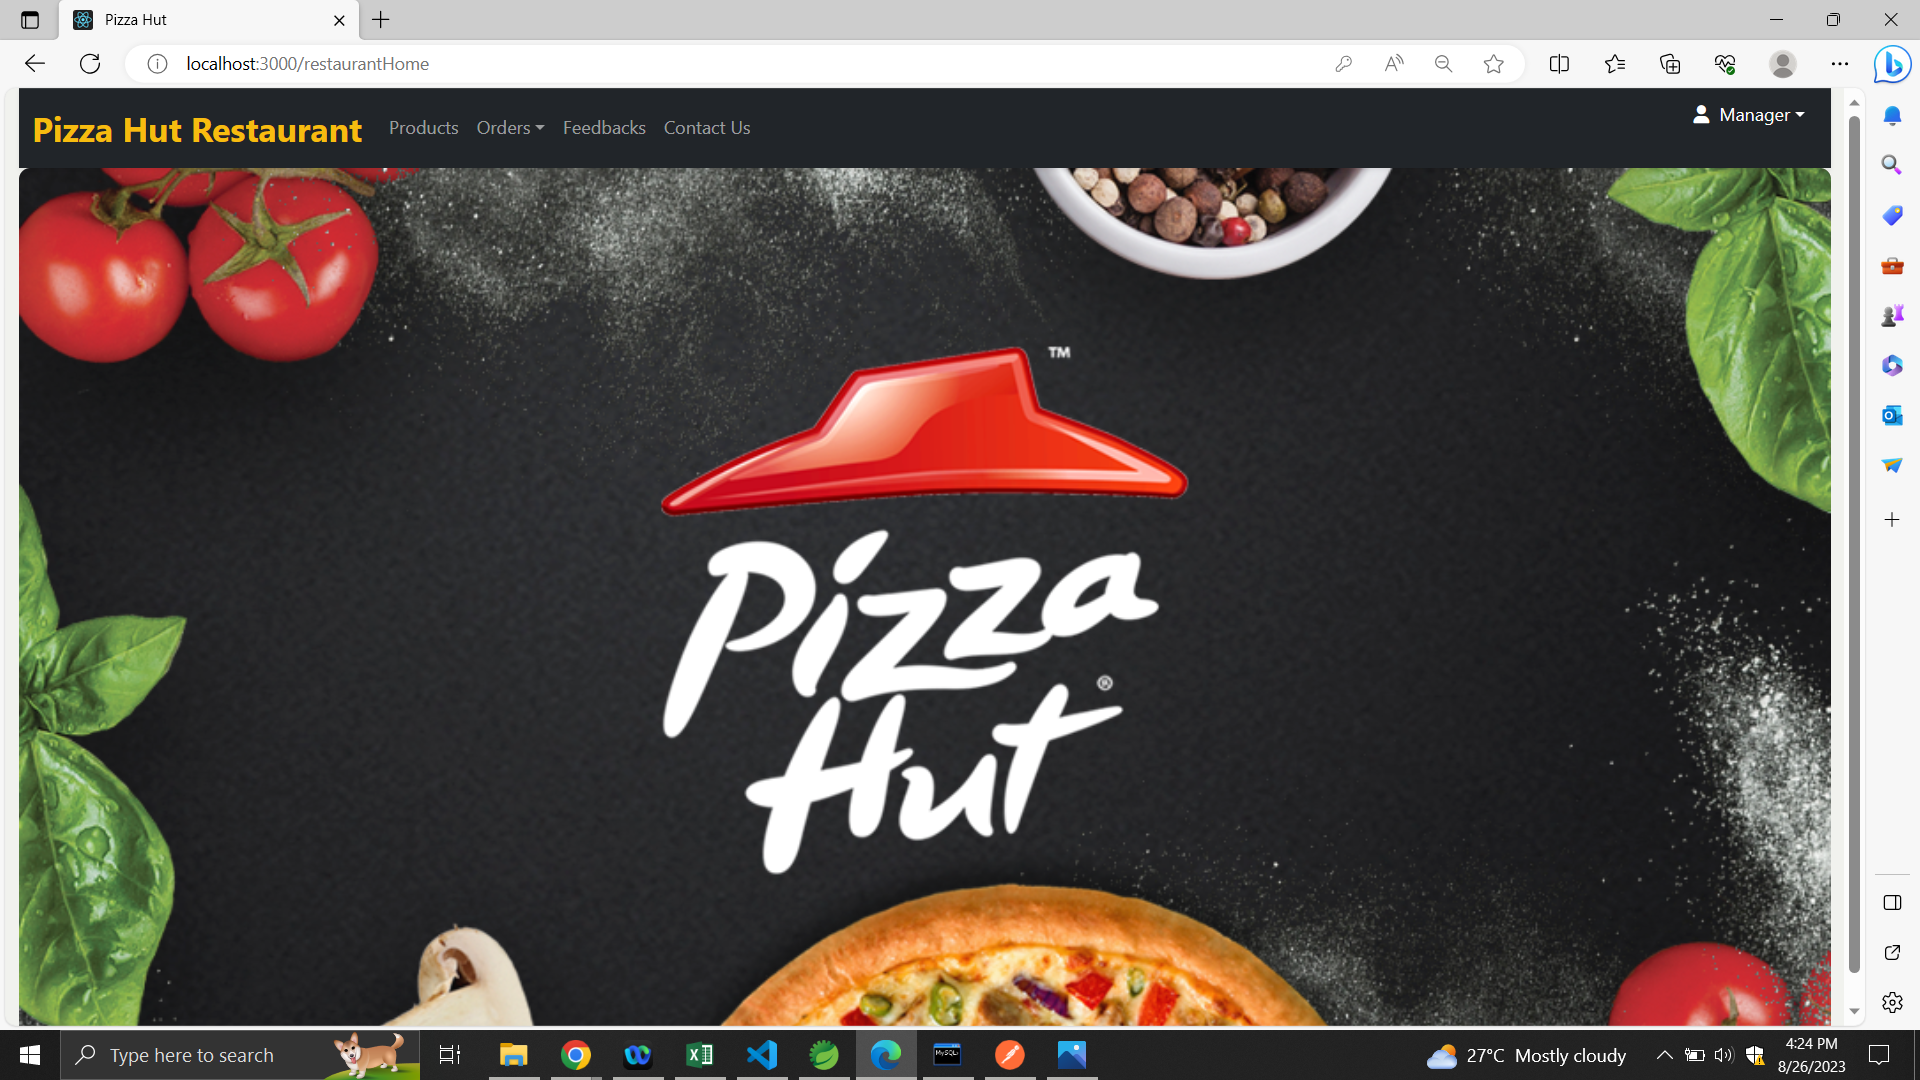 Pizza Hut
localhost:3000/restaurantHome
Pizza Hut Restaurant
Products
Orders
Feedbacks
Contact Us
Manager
TM
Pizza
Hut
®
Type here to search
MySQL
27°C Mostly cloudy
4:24 PM
8/26/2023